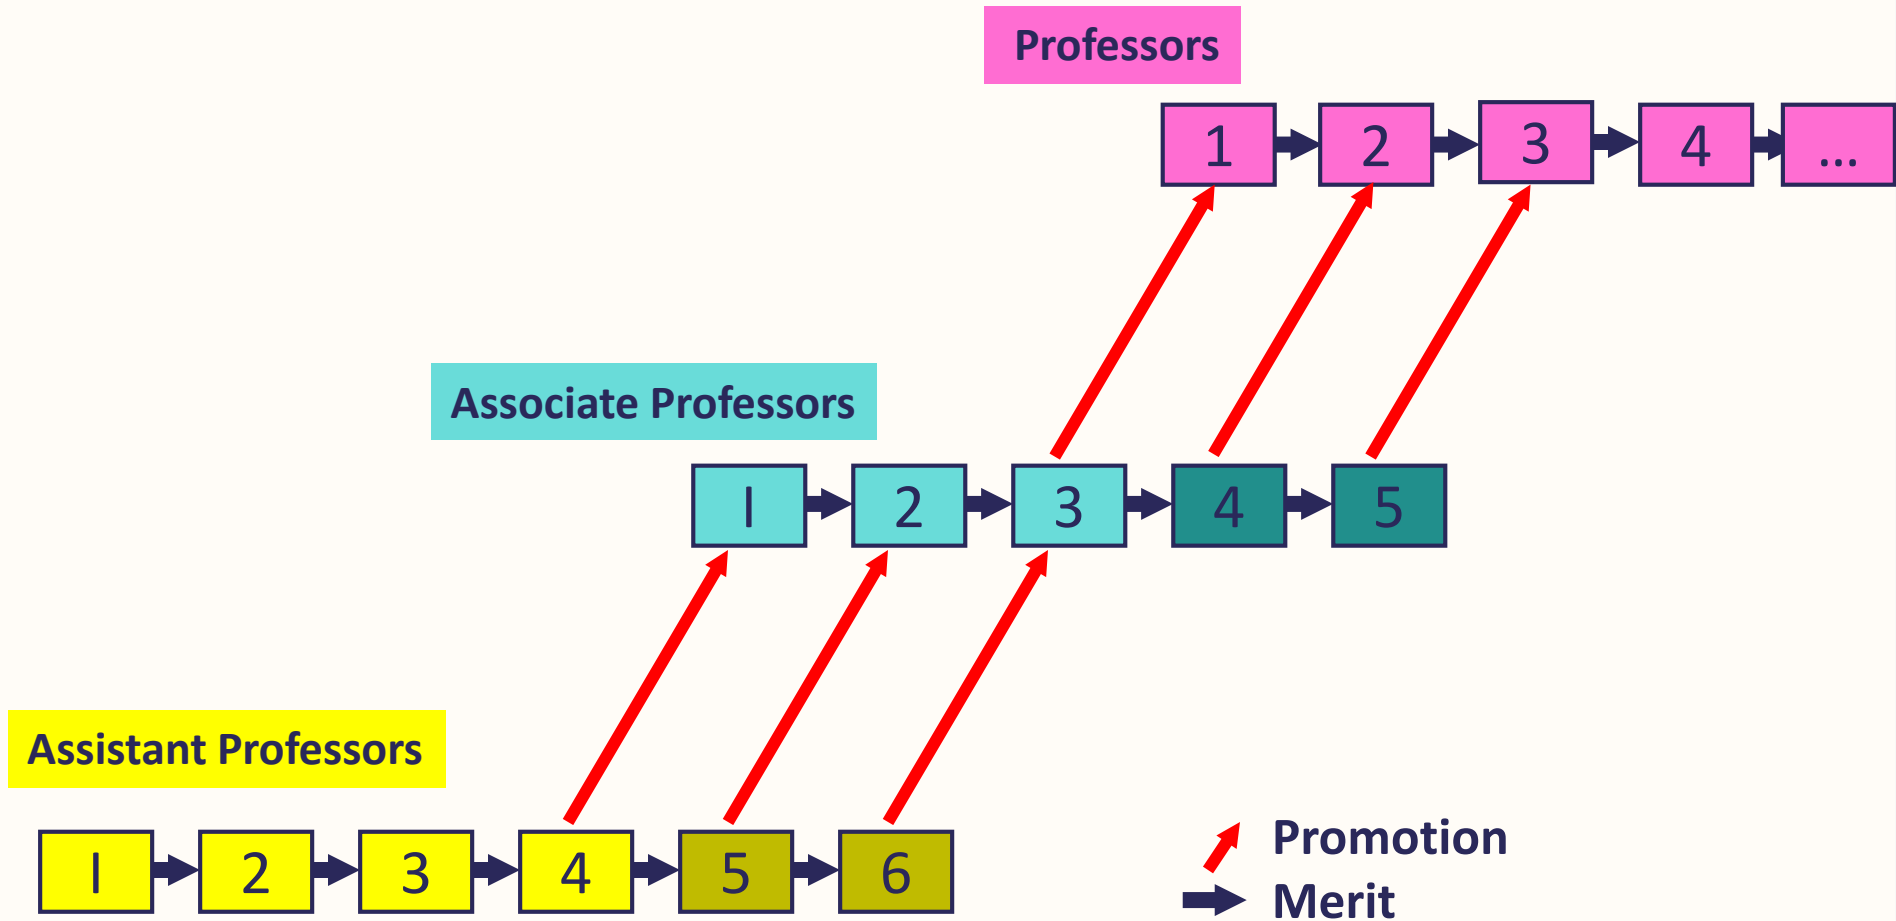 Professors
1 2 3 4 ...
Associate Professors
I 2 3 4 5
Assistant Professors
I 2 3 4 5 6
Promotion
Merit